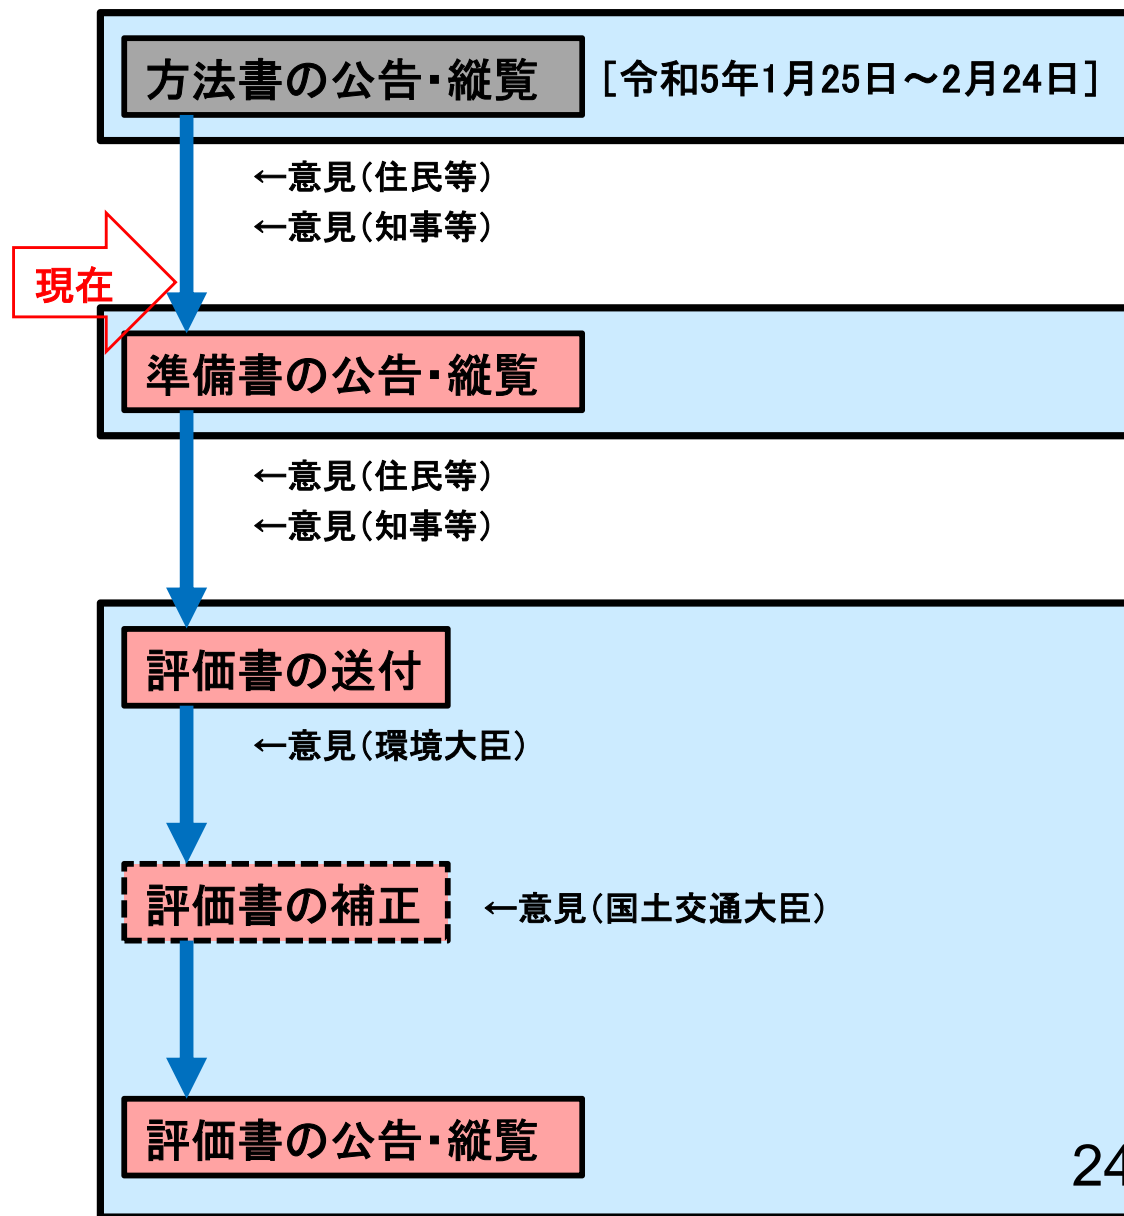 方法書の公告・縦覧 [令和5年1月25日～2月24日]
←意見(住民等)
←意見(知事等)
現在
準備書の公告・縦覧
←意見(住民等)
←意見(知事等)
評価書の送付
←意見(環境大臣)
評価書の補正 ←意見(国土交通大臣)
評価書の公告・縦覧
24